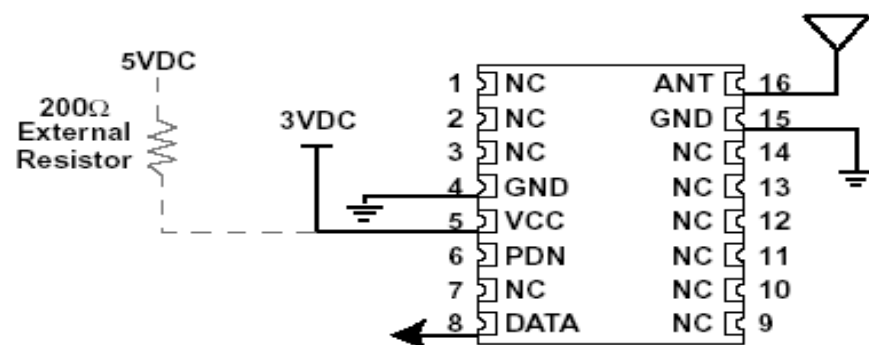 5VDC
200Ω
External
Resistor
3VDC
1 NC ANT 16
2 NC GND 15
3 NC NC 14
4 GND NC 13
5 VCC NC 12
6 PDN NC 11
7 NC NC 10
8 DATA NC 9